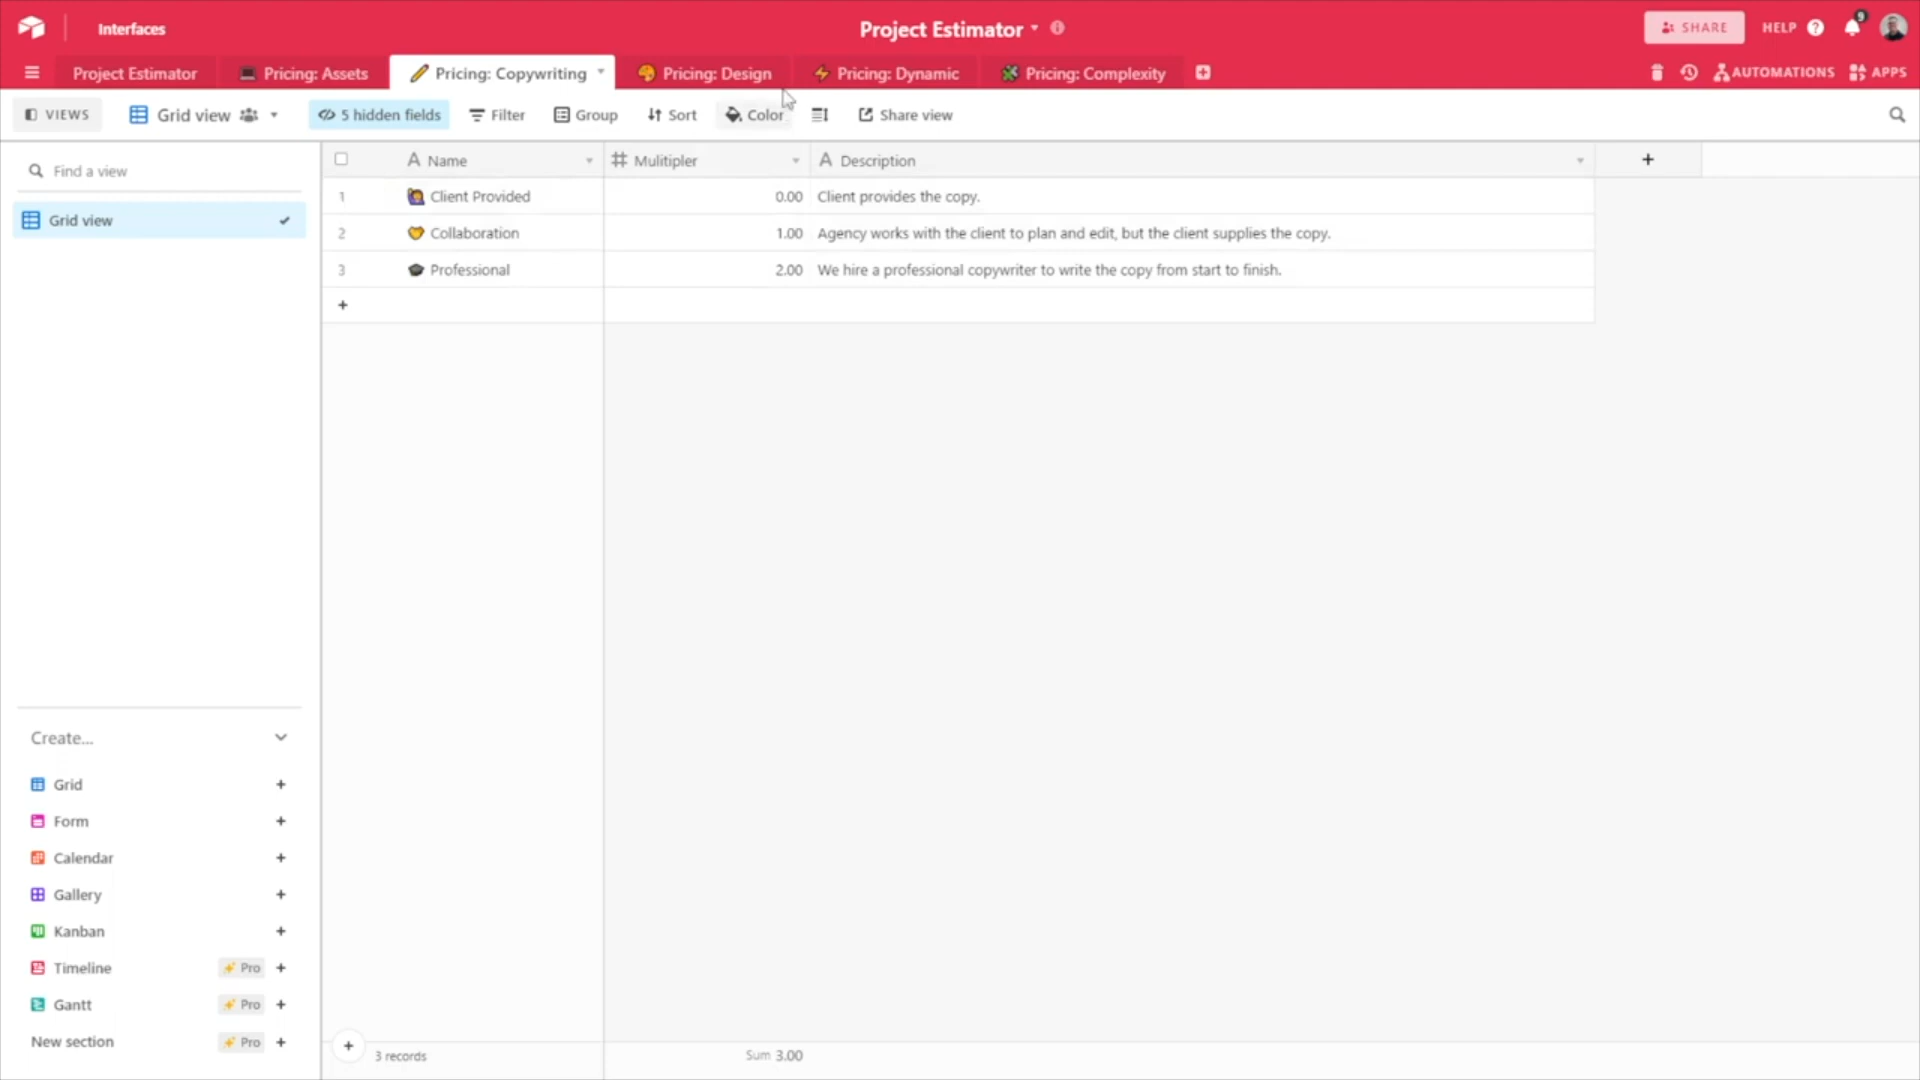 Interfaces
Project Estimator
SHARE
HELP
9
Project Estimator
Pricing: Assets
Pricing: Copywriting
Pricing: Design
Pricing: Dynamic
Pricing: Complexity
AUTOMATIONS
APPS
VIEWS
Grid view
5 hidden fields
Filter
Group
Sort
Color
Share view
Find a view
Grid view
Name
Mulitipler
Description
1 Client Provided 0.00 Client provides the copy.
2 Collaboration 1.00 Agency works with the client to plan and edit, but the client supplies the copy.
3 Professional 2.00 We hire a professional copywriter to write the copy from start to finish.
Create...
Grid
Form
Calendar
Gallery
Kanban
Timeline Pro
Gantt Pro
New section Pro
3 records
Sum 3.00